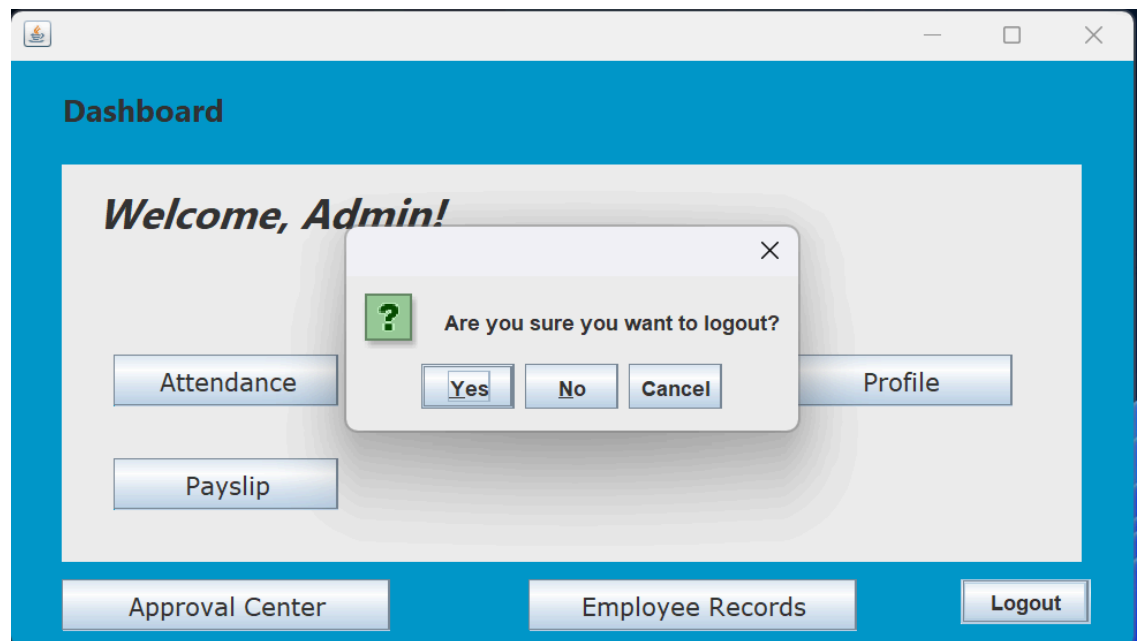 Dashboard
Welcome, Admin!
?
Are you sure you want to logout?
Yes No Cancel
Attendance Profile
Payslip
Approval Center Employee Records Logout